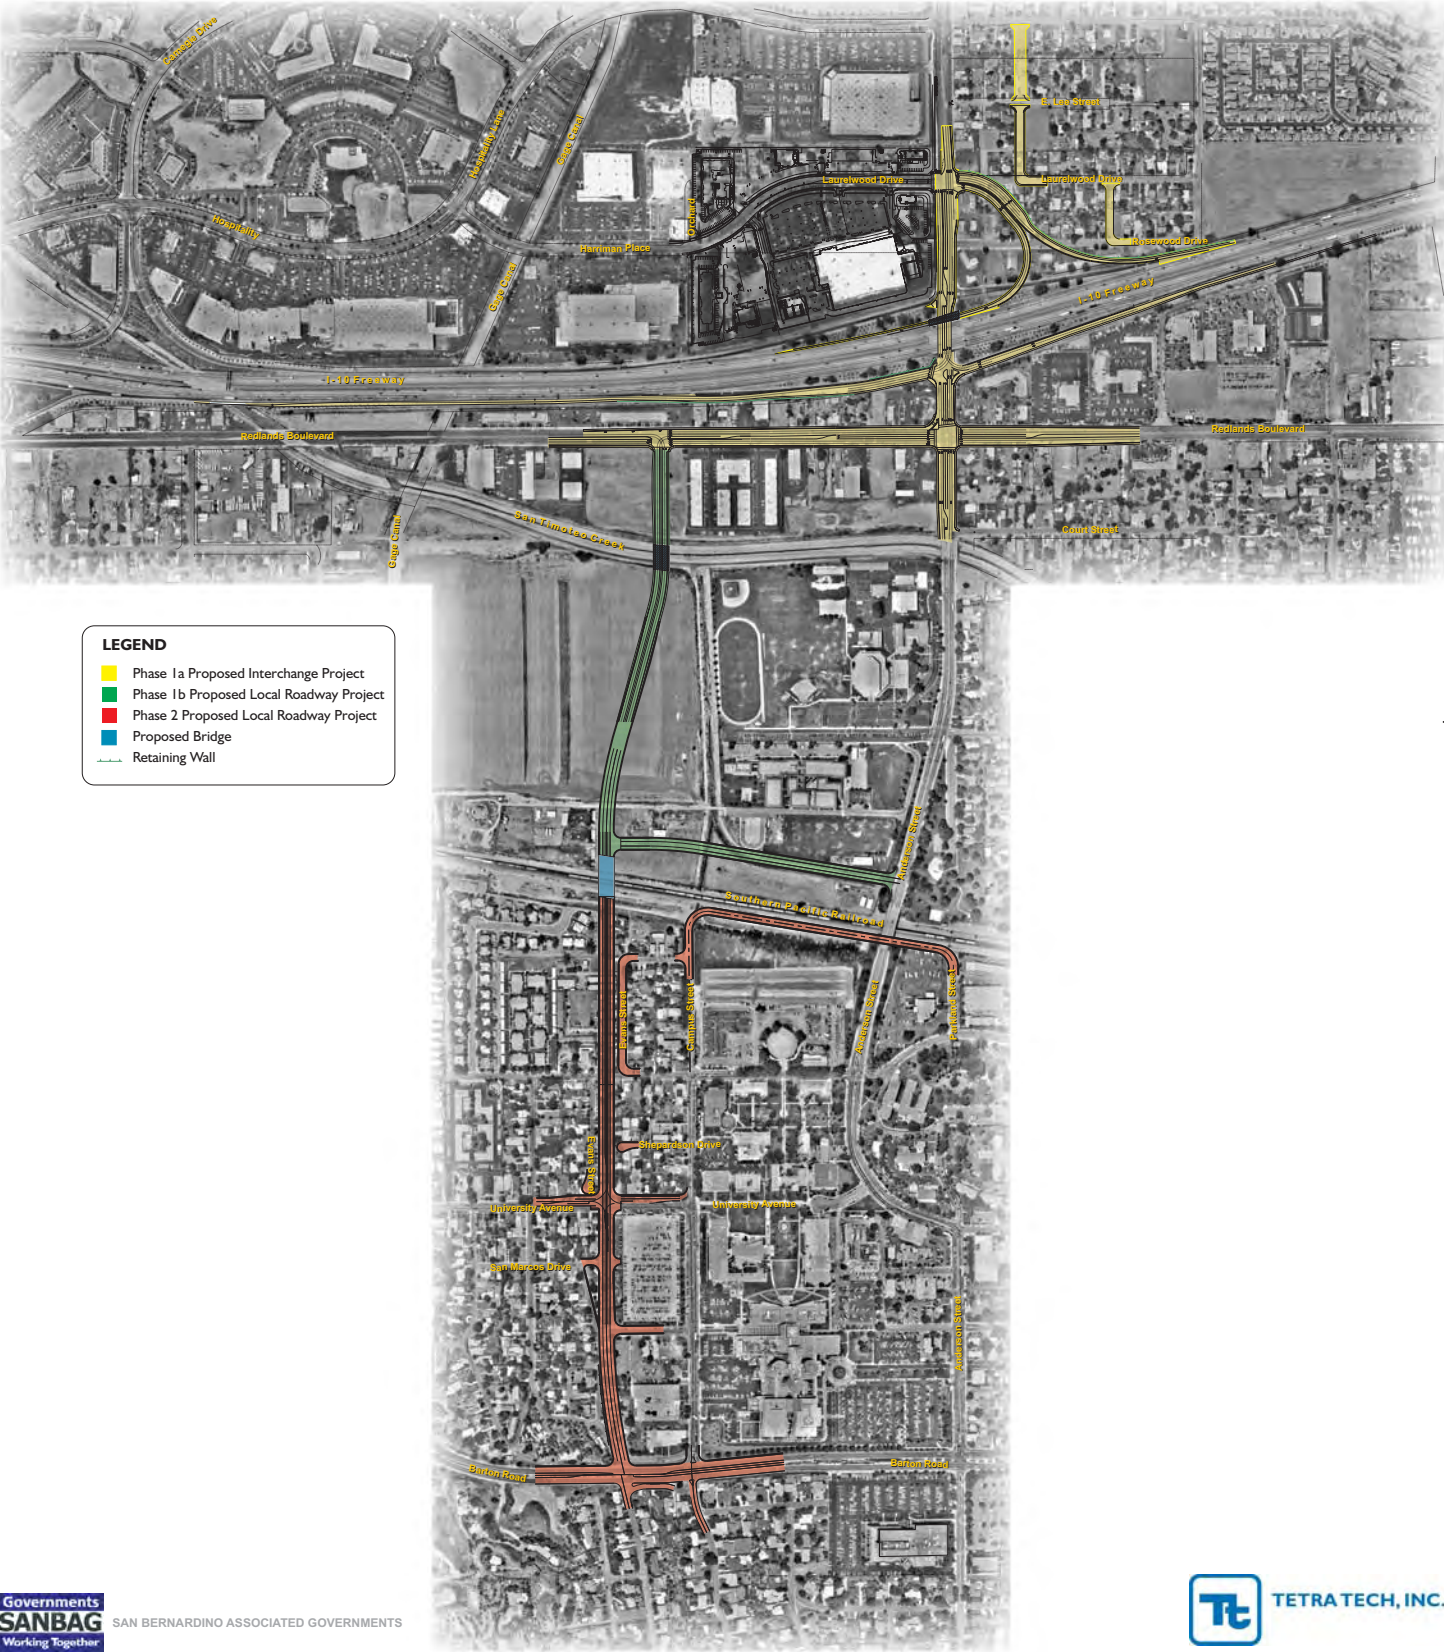 Carnegie Drive
E. Lee Street
Hospitality Lane
Gage Canal
Laurelwood Drive
Laurelwood Drive
Orchard
Hospitality
Harriman Place
Rosewood Drive
Gage Canal
I-10 Freeway
I-10 Freeway
Redlands Boulevard
Redlands Boulevard
San Timoteo Creek
Court Street
Gage Canal
LEGEND
Phase 1a Proposed Interchange Project
Phase 1b Proposed Local Roadway Project
Phase 2 Proposed Local Roadway Project
Proposed Bridge
Retaining Wall
Anderson Street
Southern Pacific Railroad
Evans Street
Campus Street
Anderson Street
Parkland Street
Evans Street
Shepardson Drive
University Avenue
University Avenue
San Marcos Drive
Anderson Street
Barton Road
Barton Road
Governments
SANBAG
Working Together
SAN BERNARDINO ASSOCIATED GOVERNMENTS
Tt
TETRA TECH, INC.